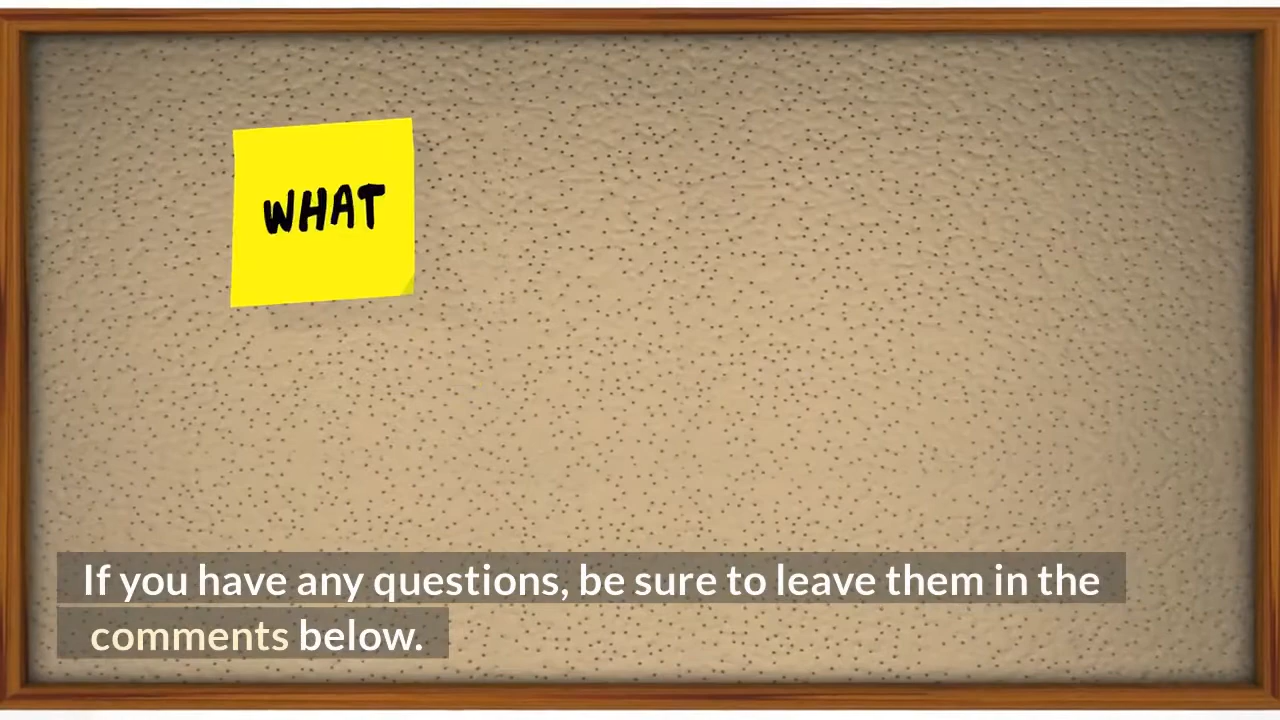 WHAT
If you have any questions, be sure to leave them in the
comments below.